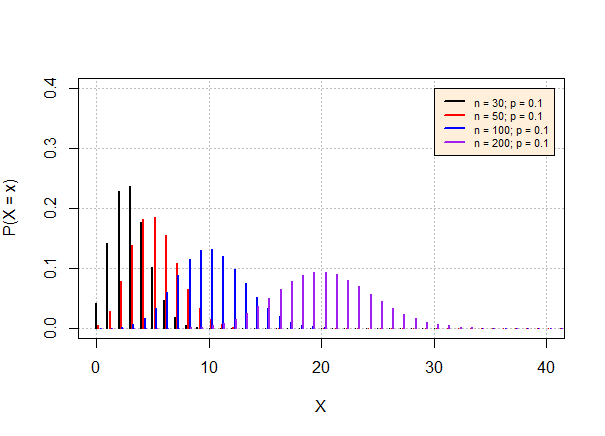 n = 30; p = 0.1
n = 50; p = 0.1
n = 100; p = 0.1
n = 200; p = 0.1
P(X = x)
0.4
0.3
0.2
0.1
0.0
0 10 20 30 40
X